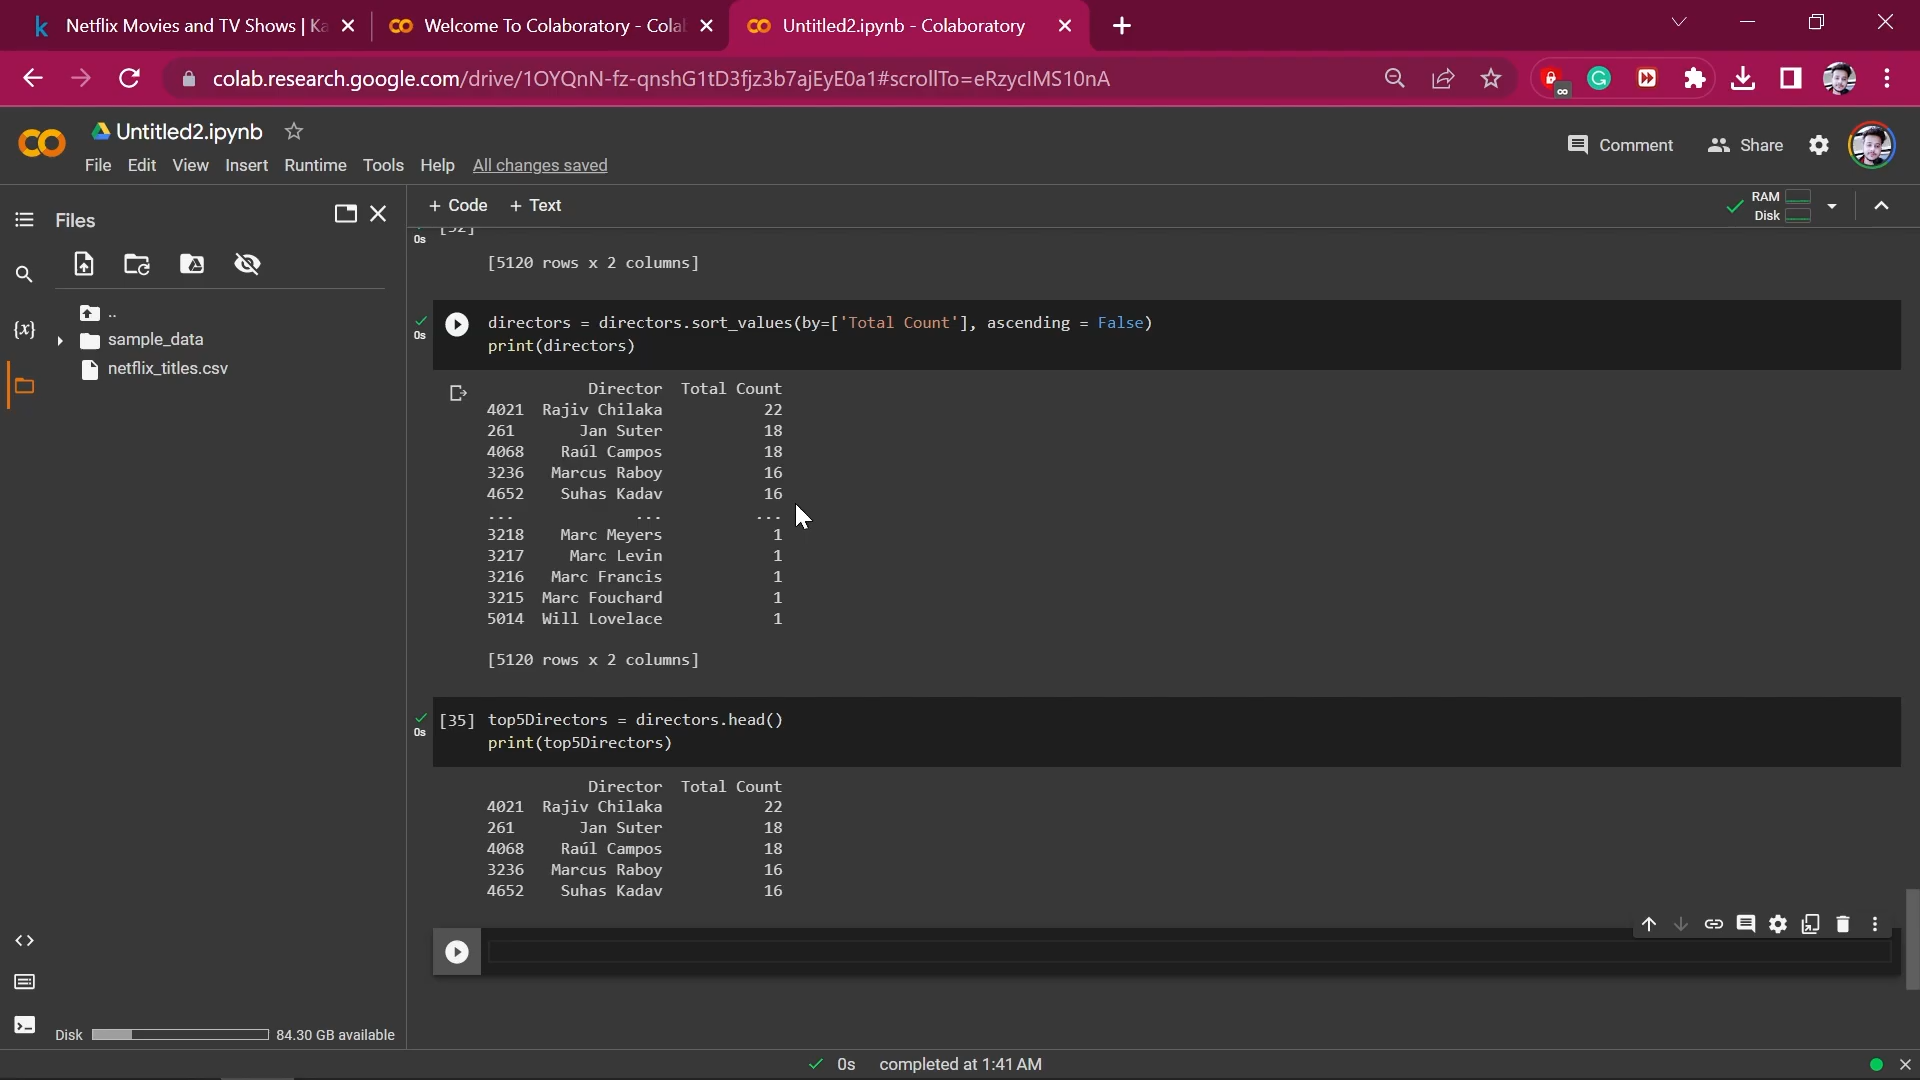 Netflix Movies and TV Shows | Ka
Welcome To Colaboratory - Colab
Untitled2.ipynb - Colaboratory
colab.research.google.com/drive/1OYQnN-fz-qnshG1tD3fjz3b7ajEyE0a1#scrollTo=eRzyclMS10nA
Untitled2.ipynb
File Edit View Insert Runtime Tools Help All changes saved
Comment Share
Files
+ Code + Text
RAM
Disk
..
sample_data
netflix_titles.csv
0s
[5120 rows x 2 columns]
0s
directors = directors.sort_values(by=['Total Count'], ascending = False)
print(directors)
Director Total Count
4021 Rajiv Chilaka 22
261 Jan Suter 18
4068 Raúl Campos 18
3236 Marcus Raboy 16
4652 Suhas Kadav 16
... ... ...
3218 Marc Meyers 1
3217 Marc Levin 1
3216 Marc Francis 1
3215 Marc Fouchard 1
5014 Will Lovelace 1
[5120 rows x 2 columns]
0s
[35] top5Directors = directors.head()
print(top5Directors)
Director Total Count
4021 Rajiv Chilaka 22
261 Jan Suter 18
4068 Raúl Campos 18
3236 Marcus Raboy 16
4652 Suhas Kadav 16
Disk 84.30 GB available
0s completed at 1:41 AM